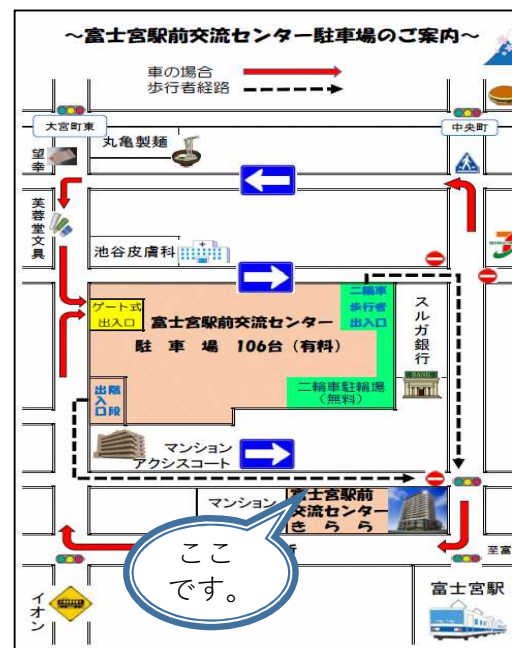 ～富士宮駅前交流センター駐車場のご案内～
車の場合
歩行者経路
大宮町東
中央町
丸亀製麺
望幸
芙蓉堂文具
池谷皮膚科
ゲート式
出入口
富士宮駅前交流センター
駐車場 106台(有料)
二輪車
歩行者
出入口
スルガ銀行
BANK
出入口
階段
二輪車駐輪場
(無料)
マンション
アクシスコート
マンション
富士宮駅前
交流センター
きらら
ここ
です。
所
至富
イオン
富士宮駅